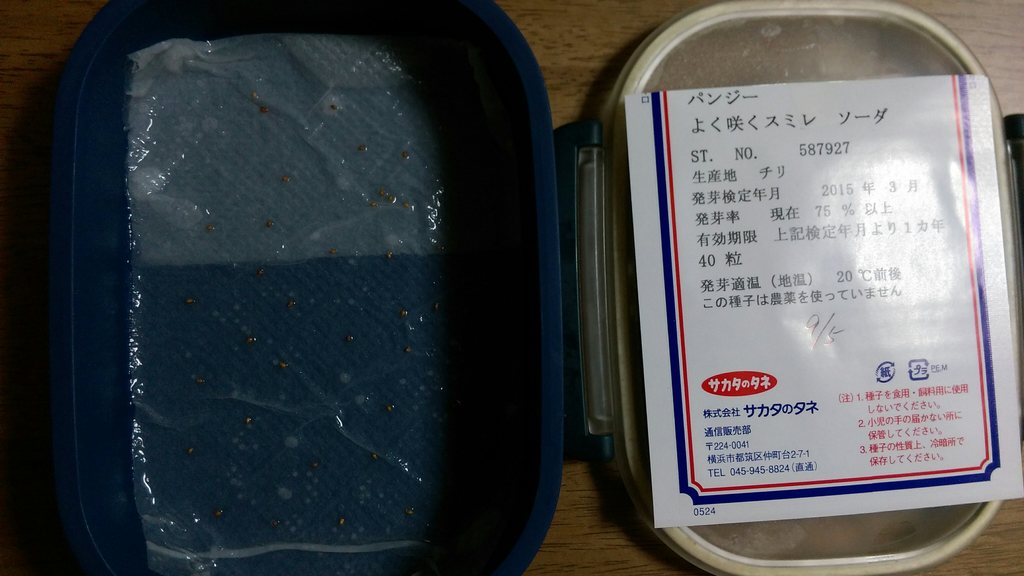 パンジー
よく咲くスミレ ソーダ
ST. NO. 587927
生産地 チリ
発芽検定年月 2015 年 3 月
発芽率 現在 75 % 以上
有効期限 上記検定年月より1カ年
40 粒
発芽適温(地温) 20 ℃前後
この種子は農薬を使っていません
9/5
紙 プラ PE,M
サカタのタネ
株式会社 サカタのタネ
通信販売部
〒224-0041
横浜市都筑区仲町台2-7-1
TEL 045-945-8824(直通)
(注) 1. 種子を食用・飼料用に使用
しないでください。
2. 小児の手の届かない所に
保管してください。
3. 種子の性質上、冷暗所で
保存してください。
0524